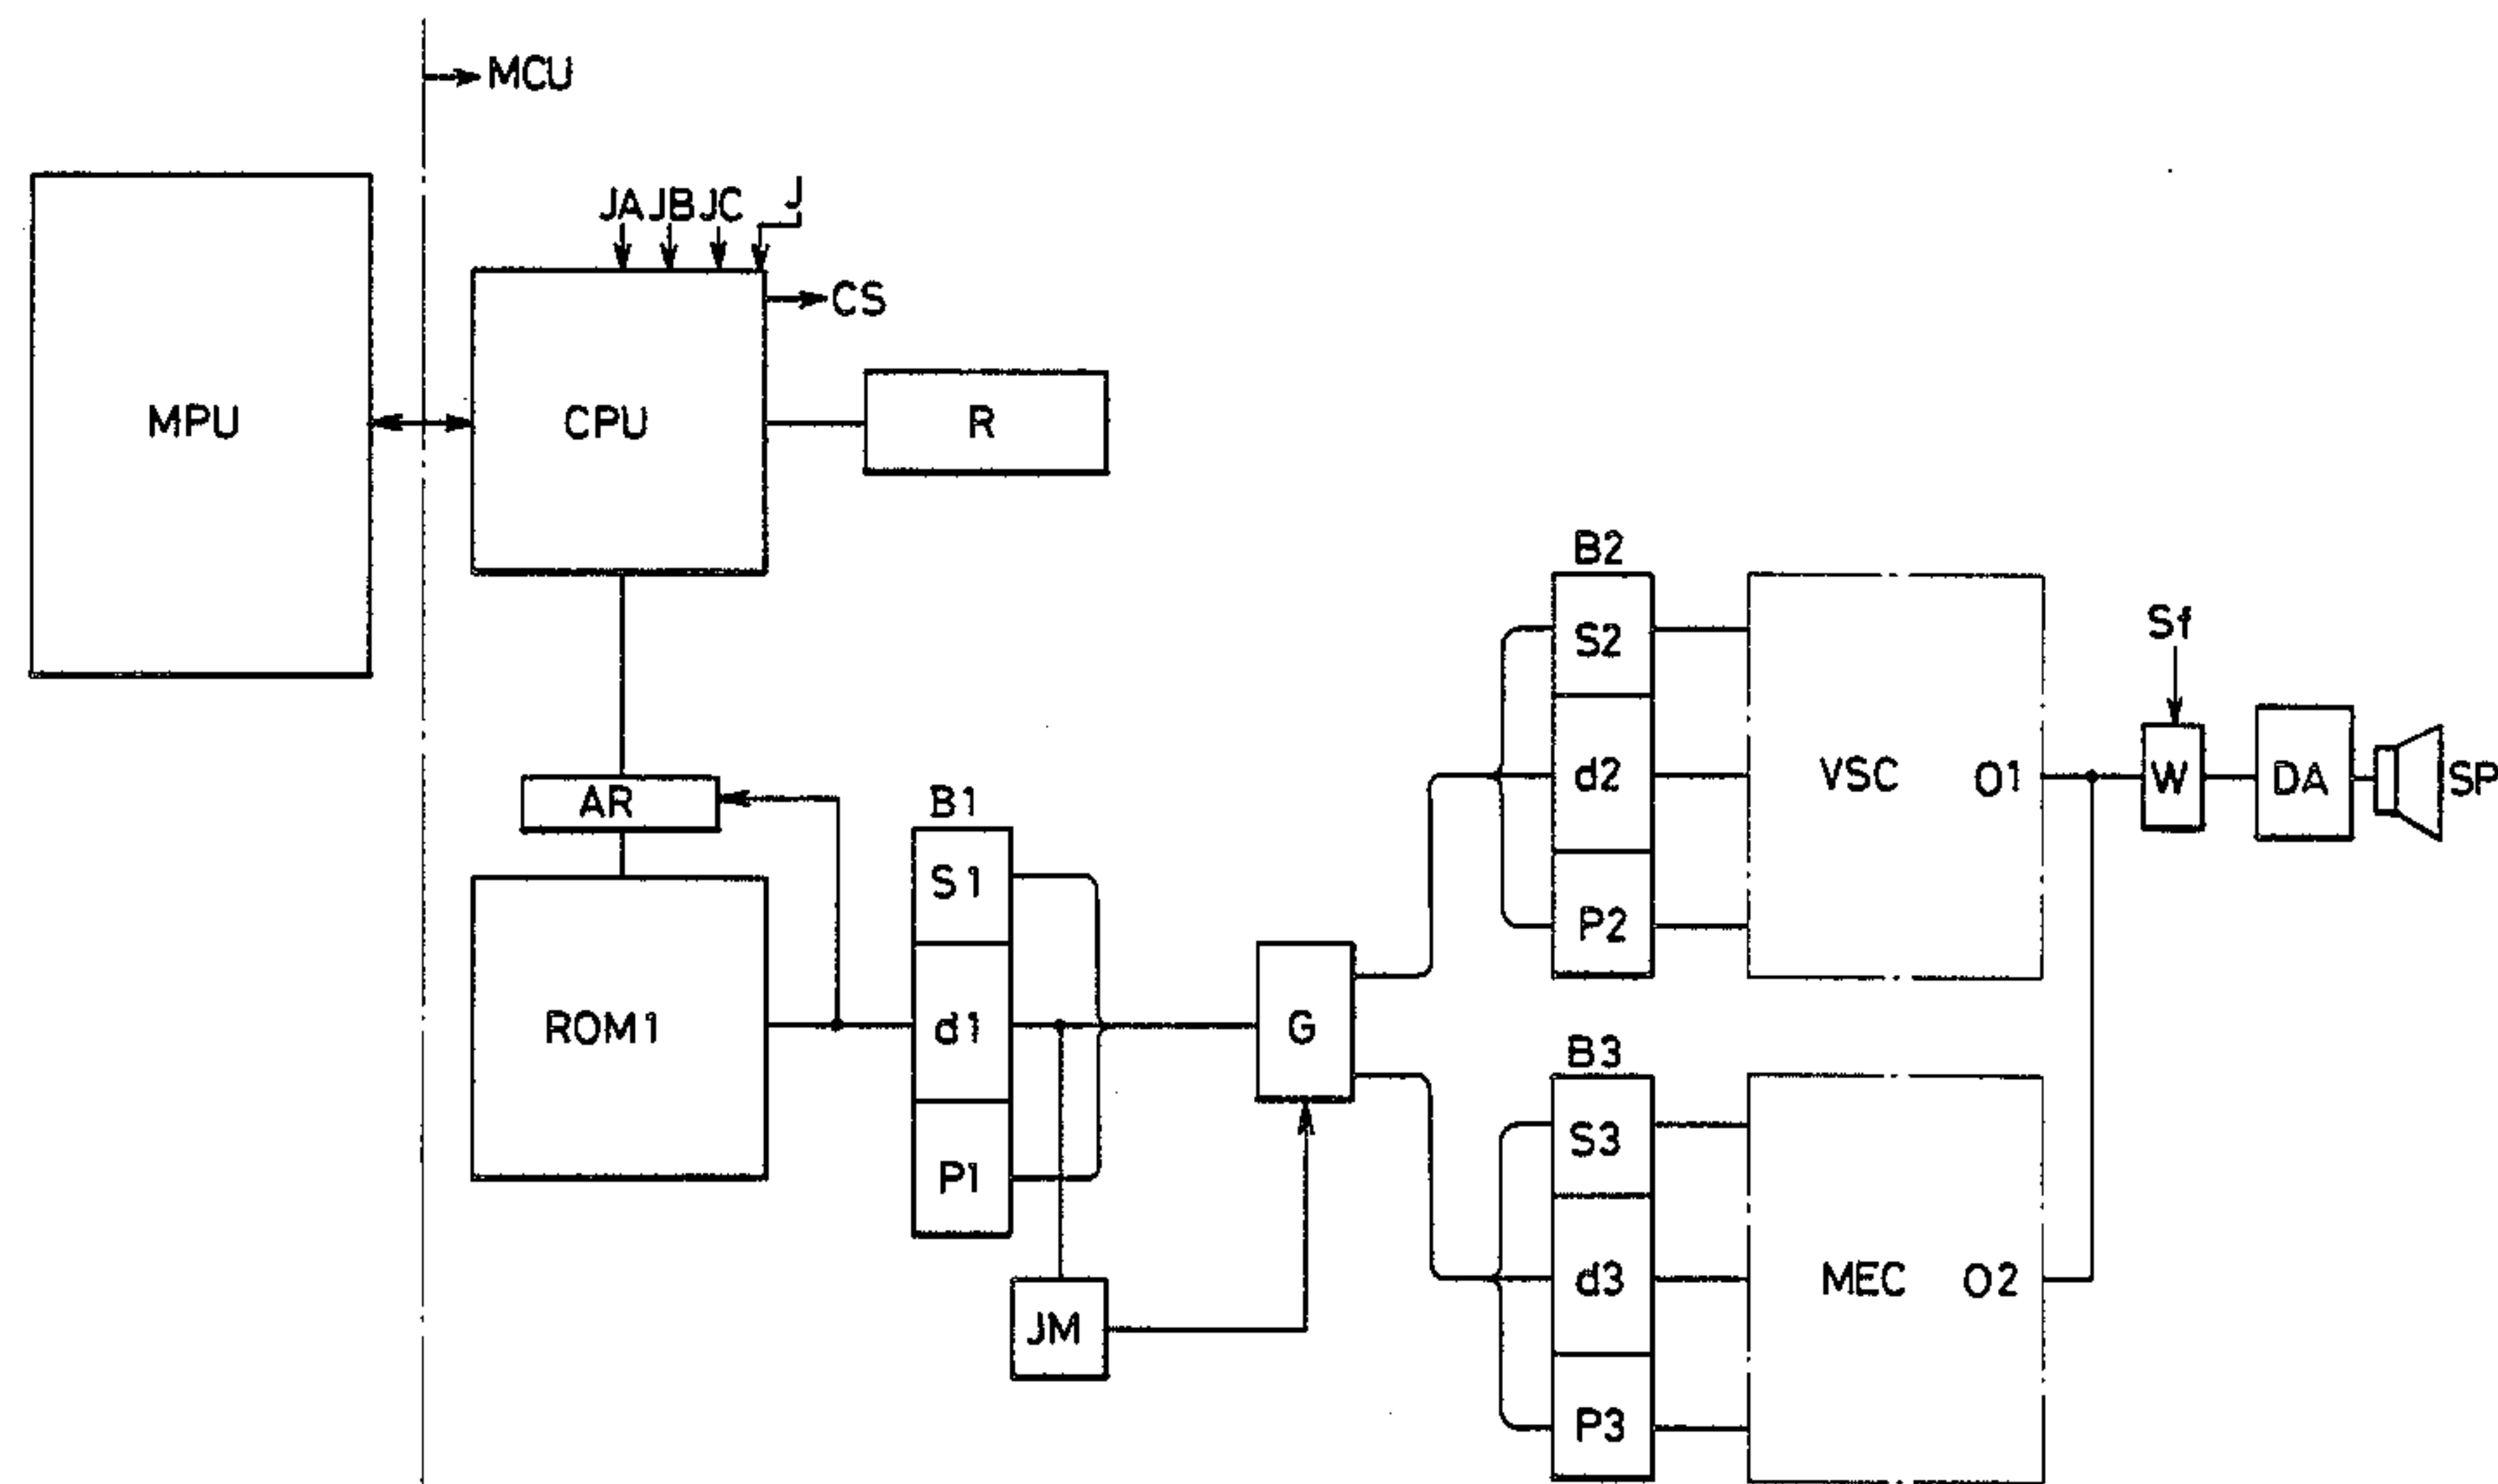 MCU
JA JB JC J
CS
MPU
CPU
R
B2
S2
d2
P2
VSC
O1
Sf
W
DA
SP
AR
B1
S1
d1
P1
ROM1
G
JM
B3
S3
d3
P3
MEC
O2